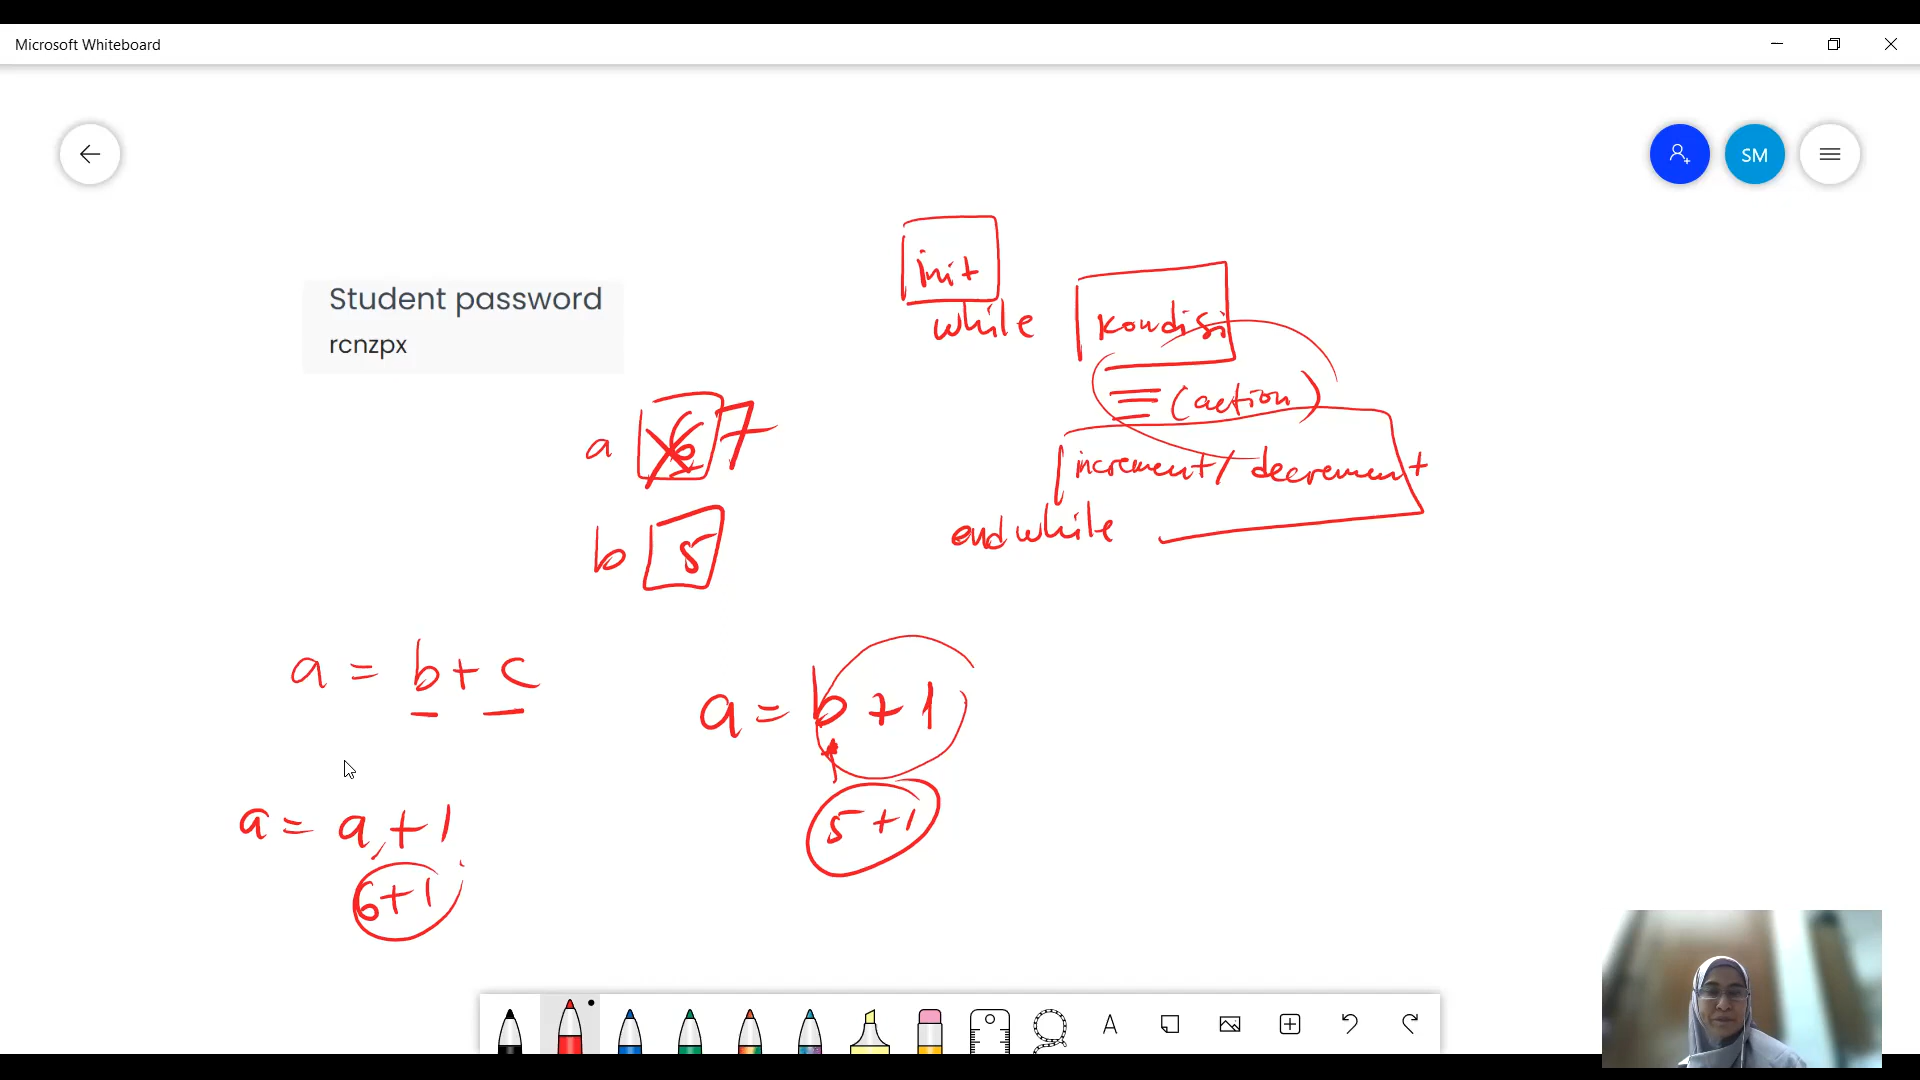 Microsoft Whiteboard
SM
Student password
rcnzpx
init
while kondisi
(action)
increment/decrement
endwhile
a 6 7
b 5
a = b + c
a = b + 1
5 + 1
a = a + 1
6 + 1
A